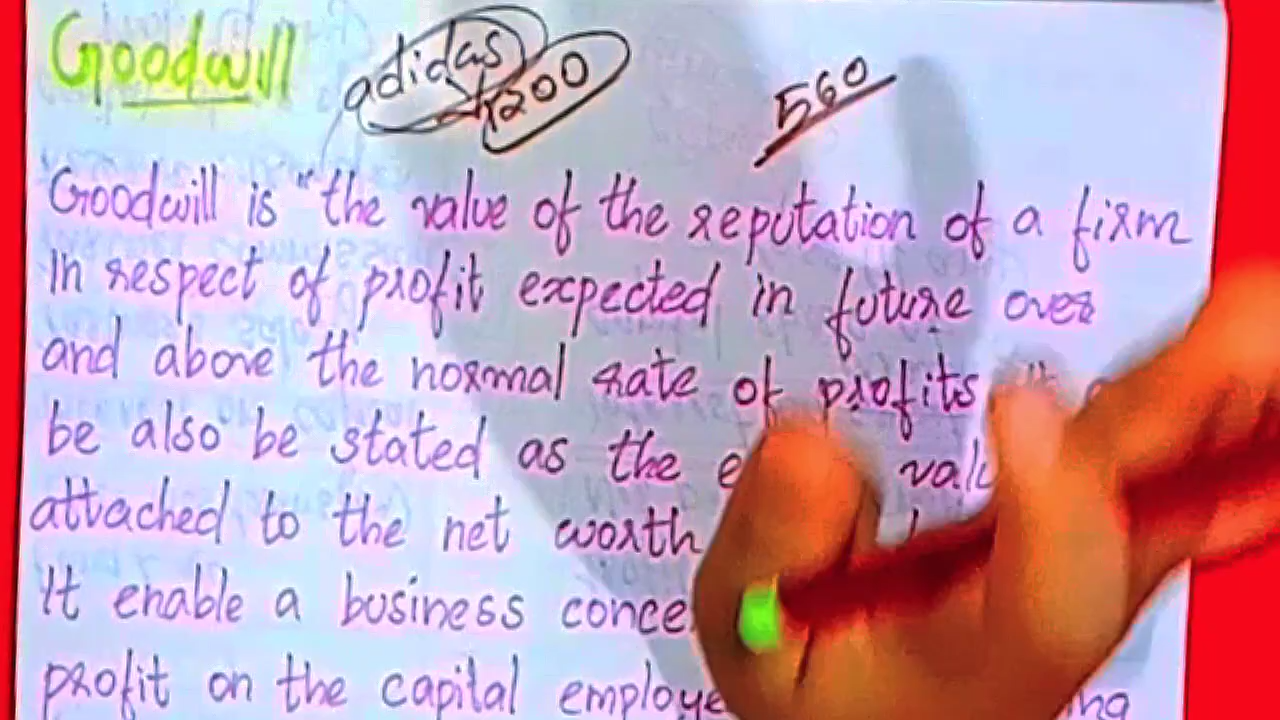 Goodwill adidas 1200 560
Goodwill is "the value of the reputation of a firm
In respect of profit expected in future over
and above the normal rate of profits
be also be stated as the
attached to the net worth
It enable a business
profit on the capital